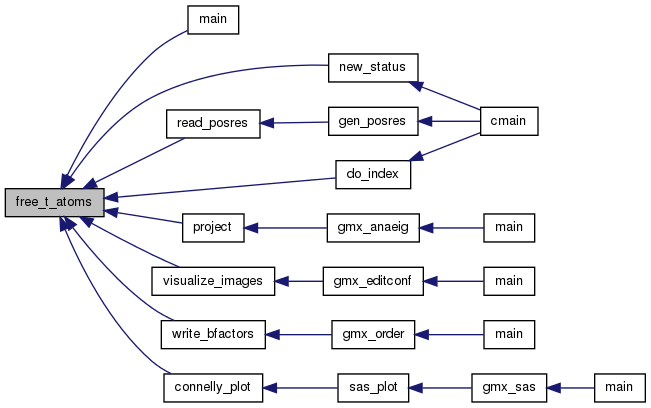 main
new_status
read_posres
gen_posres
cmain
do_index
free_t_atoms
project
gmx_anaeig
main
visualize_images
gmx_editconf
main
write_bfactors
gmx_order
main
connelly_plot
sas_plot
gmx_sas
main